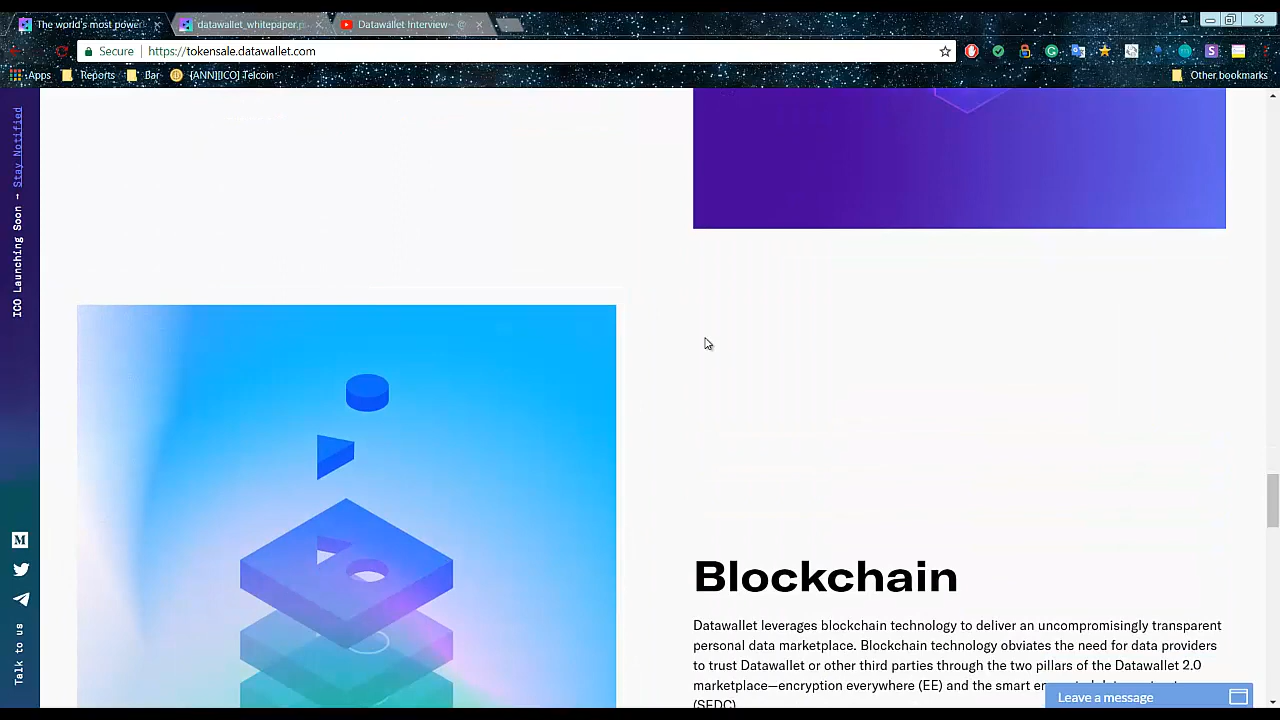 The world's most power
datawallet_whitepaper.p
Datawallet Interview -
Secure
https://tokensale.datawallet.com
Apps
Reports
Bar
[ANN][ICO] Telcoin
Other bookmarks
ICO Launching Soon → Stay Notified
Talk to us
Blockchain
Datawallet leverages blockchain technology to deliver an uncompromisingly transparent
personal data marketplace. Blockchain technology obviates the need for data providers
to trust Datawallet or other third parties through the two pillars of the Datawallet 2.0
marketplace—encryption everywhere (EE) and the smart
(SEDC)
Leave a message